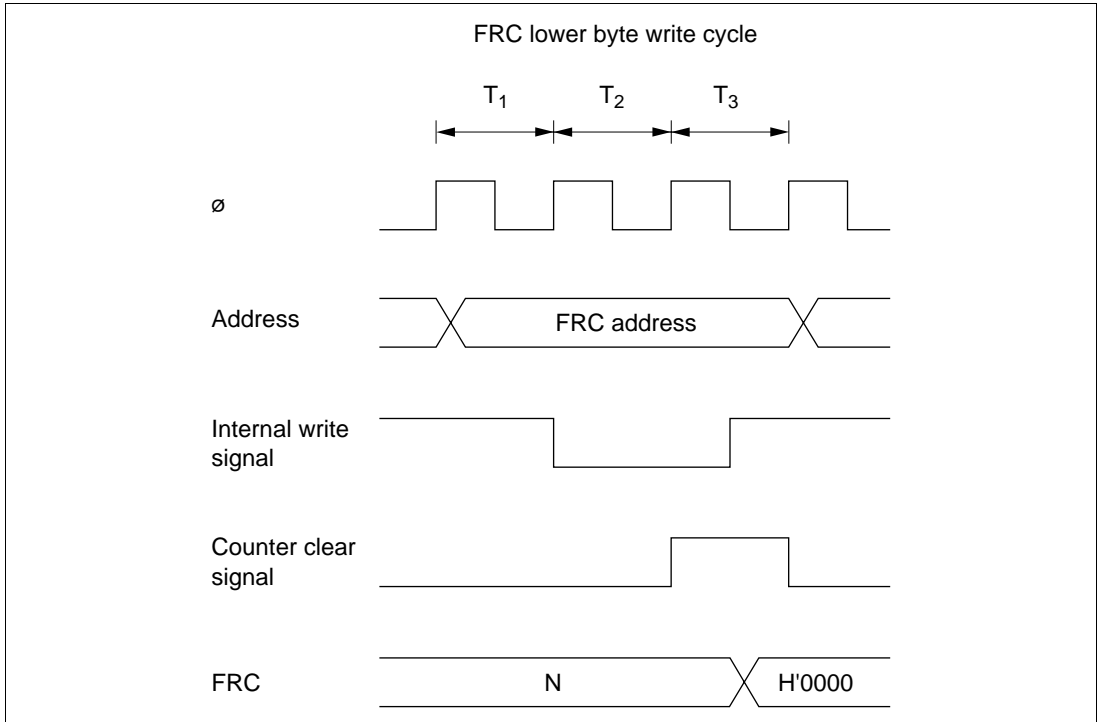 FRC lower byte write cycle
T₁ T₂ T₃
ø
Address
FRC address
Internal write
signal
Counter clear
signal
FRC
N
H'0000